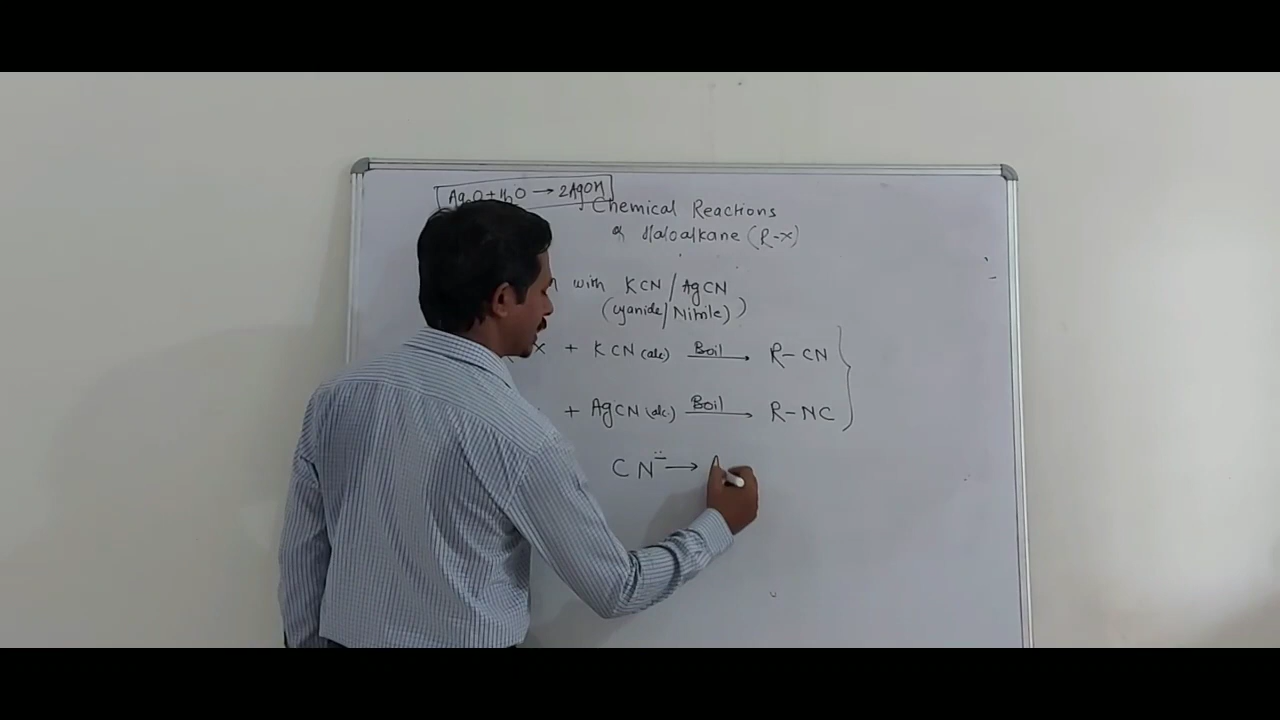 Ag2O + H2O → 2AgOH
Chemical Reactions
of Haloalkane (R-X)
with KCN / AgCN
(cyanide / Nitrile)
X + KCN (alc) Boil → R-CN
+ AgCN (alc.) Boil → R-NC
CN⁻ →